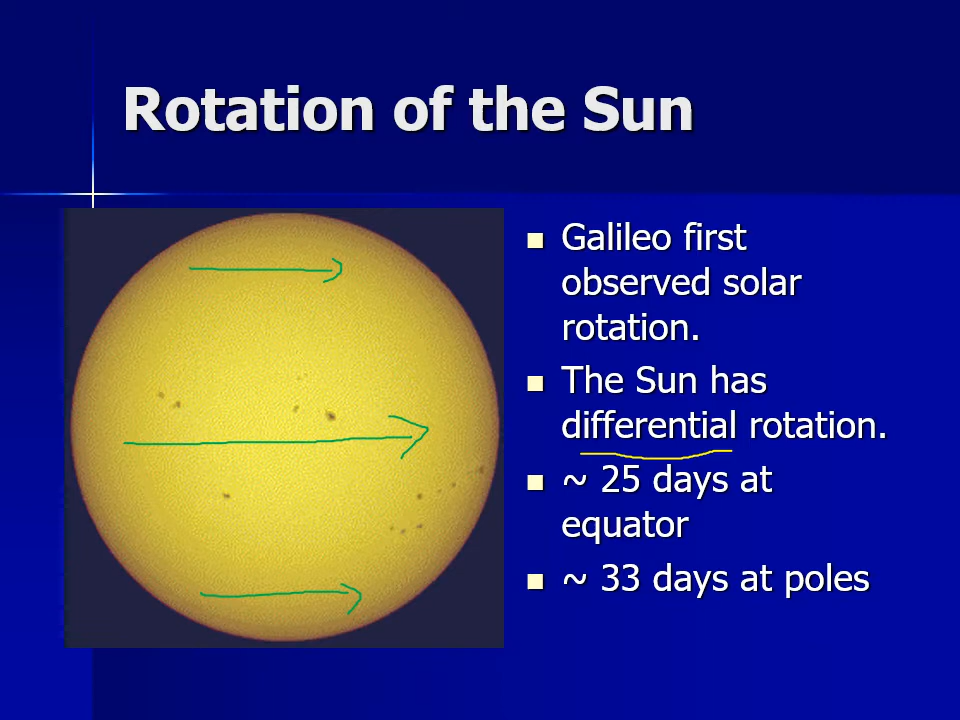 Rotation of the Sun
Galileo first
observed solar
rotation.
The Sun has
differential rotation.
~ 25 days at
equator
~ 33 days at poles